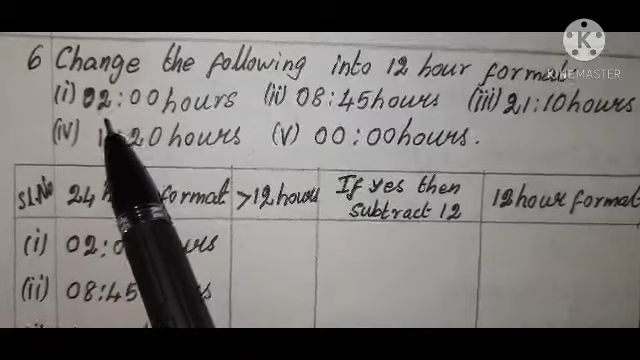 6 Change the following into 12 hour format
(i) 02:00 hours (ii) 08:45 hours (iii) 21:10 hours
(iv) 20 hours (v) 00:00 hours.
Sl.No 24 format >12 hours If yes then subtract 12 12 hour format
(i) 02:0
(ii) 08:45
KINEMASTER